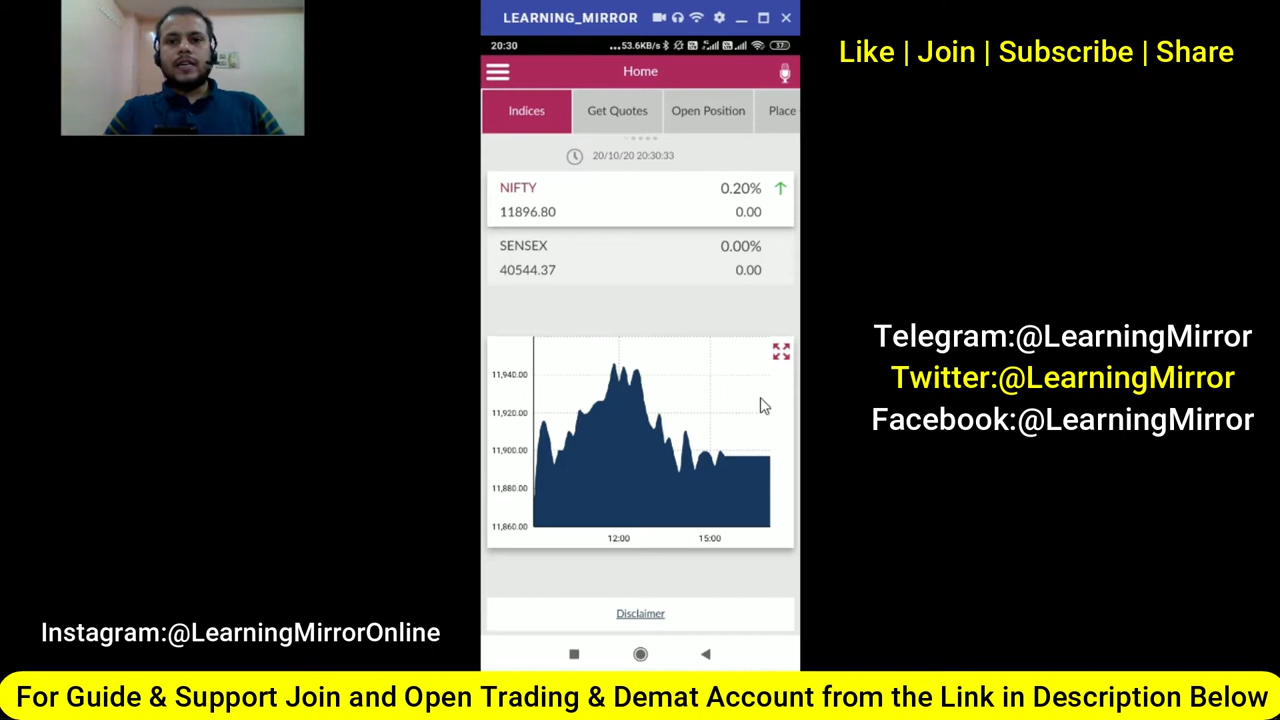 LEARNING_MIRROR
20:30
...53.6KB/s
37
Like | Join | Subscribe | Share
Home
Indices
Get Quotes
Open Position
Place
20/10/20 20:30:33
NIFTY
0.20%
11896.80
0.00
SENSEX
0.00%
40544.37
0.00
11,940.00
11,920.00
11,900.00
11,880.00
11,860.00
12:00
15:00
Telegram:@LearningMirror
Twitter:@LearningMirror
Facebook:@LearningMirror
Disclaimer
Instagram:@LearningMirrorOnline
For Guide & Support Join and Open Trading & Demat Account from the Link in Description Below